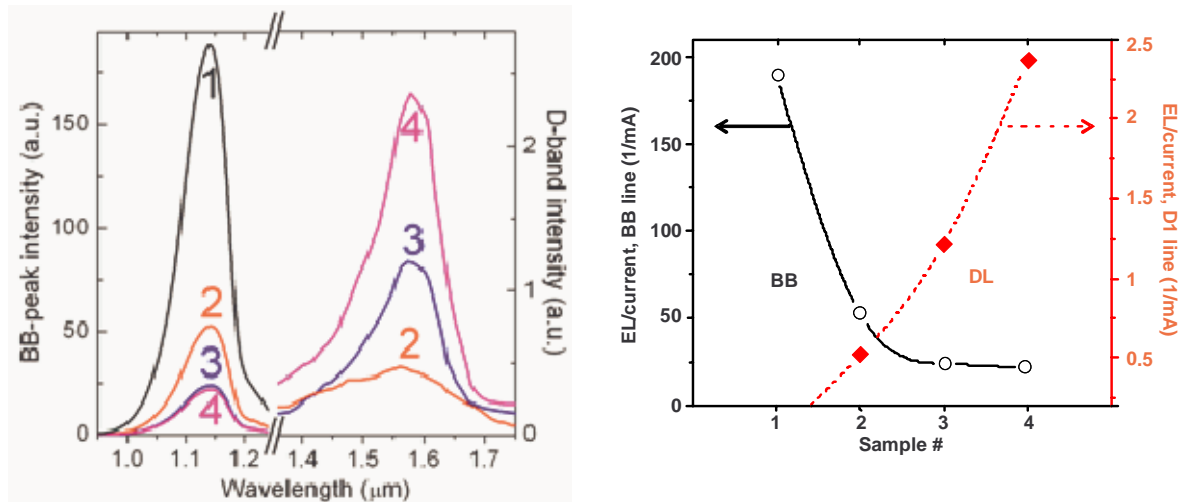 BB-peak intensity (a.u.)
150
100
50
0
1
2
3
4
4
3
2
2
1
0
D-band intensity (a.u.)
1.0 1.1 1.2 1.4 1.5 1.6 1.7
Wavelength (μm)
EL/current, BB line (1/mA)
200
150
100
50
0
BB
DL
2.5
2
1.5
1
0.5
EL/current, D1 line (1/mA)
1 2 3 4
Sample #